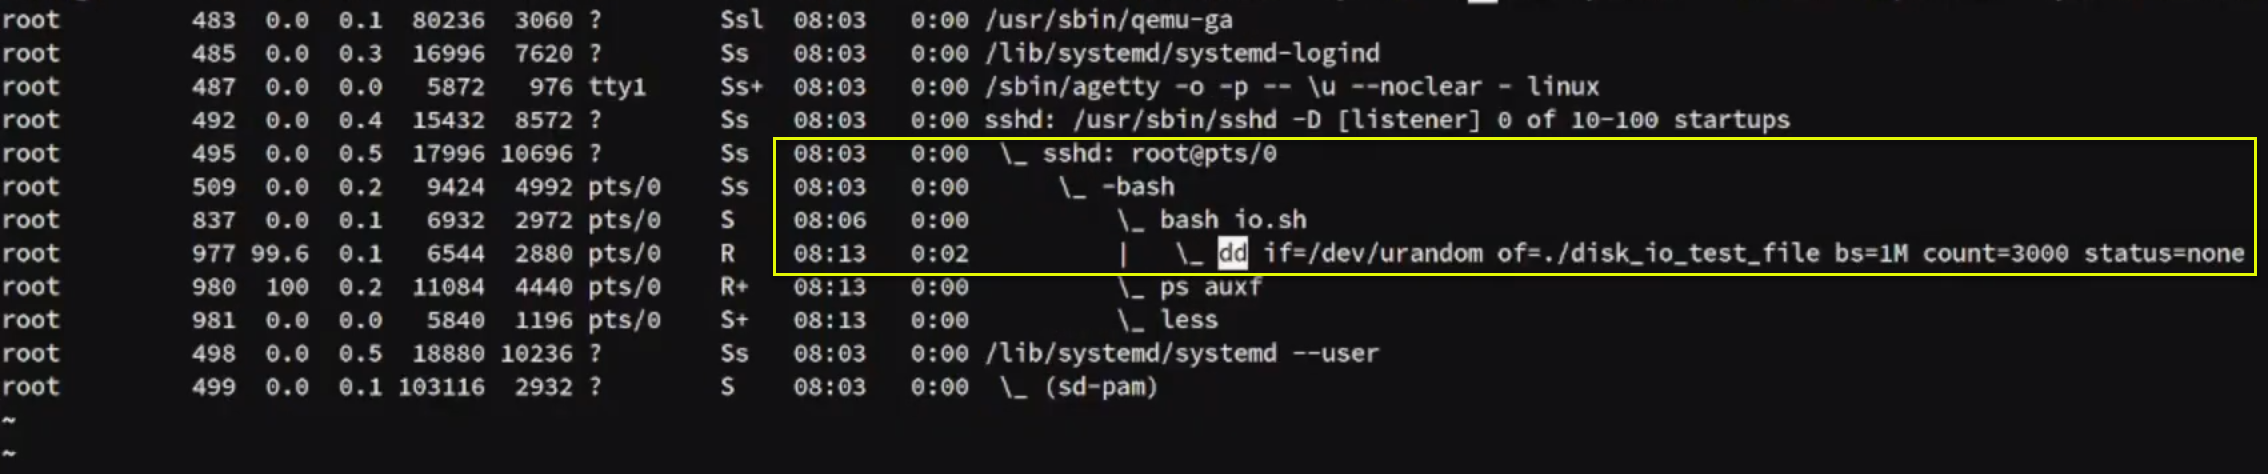 root 483 0.0 0.1 80236 3060 ? Ssl 08:03 0:00 /usr/sbin/qemu-ga
root 485 0.0 0.3 16996 7620 ? Ss 08:03 0:00 /lib/systemd/systemd-logind
root 487 0.0 0.0 5872 976 tty1 Ss+ 08:03 0:00 /sbin/agetty -o -p -- \u --noclear - linux
root 492 0.0 0.4 15432 8572 ? Ss 08:03 0:00 sshd: /usr/sbin/sshd -D [listener] 0 of 10-100 startups
root 495 0.0 0.5 17996 10696 ? Ss 08:03 0:00 \_ sshd: root@pts/0
root 509 0.0 0.2 9424 4992 pts/0 Ss 08:03 0:00 \_ -bash
root 837 0.0 0.1 6932 2972 pts/0 S 08:06 0:00 \_ bash io.sh
root 977 99.6 0.1 6544 2880 pts/0 R 08:13 0:02 | \_ dd if=/dev/urandom of=./disk_io_test_file bs=1M count=3000 status=none
root 980 100 0.2 11084 4440 pts/0 R+ 08:13 0:00 \_ ps auxf
root 981 0.0 0.0 5840 1196 pts/0 S+ 08:13 0:00 \_ less
root 498 0.0 0.5 18880 10236 ? Ss 08:03 0:00 /lib/systemd/systemd --user
root 499 0.0 0.1 103116 2932 ? S 08:03 0:00 \_ (sd-pam)
~
~